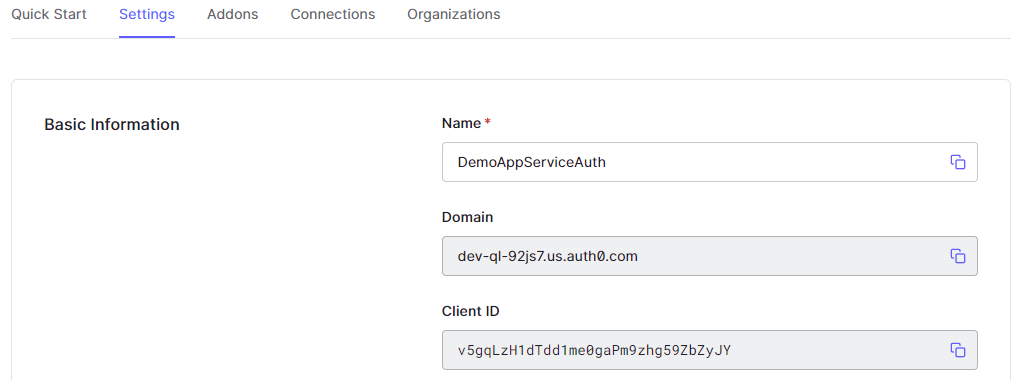 Quick Start Settings Addons Connections Organizations
Basic Information
Name *
DemoAppServiceAuth
Domain
dev-ql-92js7.us.auth0.com
Client ID
v5gqLzH1dTdd1me0gaPm9zhg59ZbZyJY